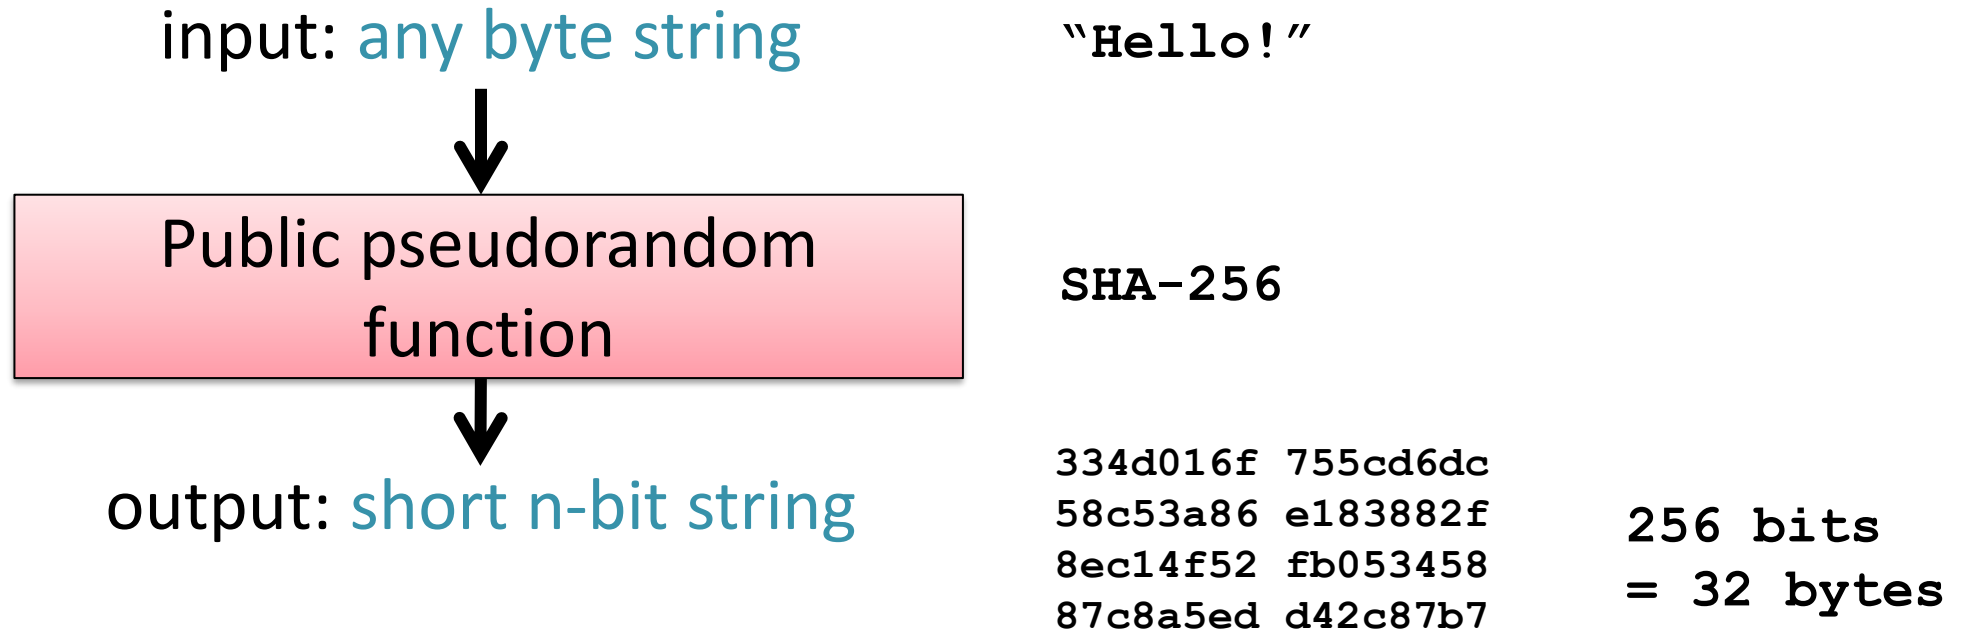 input: any byte string
“Hello!”
Public pseudorandom
function
SHA-256
output: short n-bit string
334d016f 755cd6dc
58c53a86 e183882f
8ec14f52 fb053458
87c8a5ed d42c87b7
256 bits
= 32 bytes